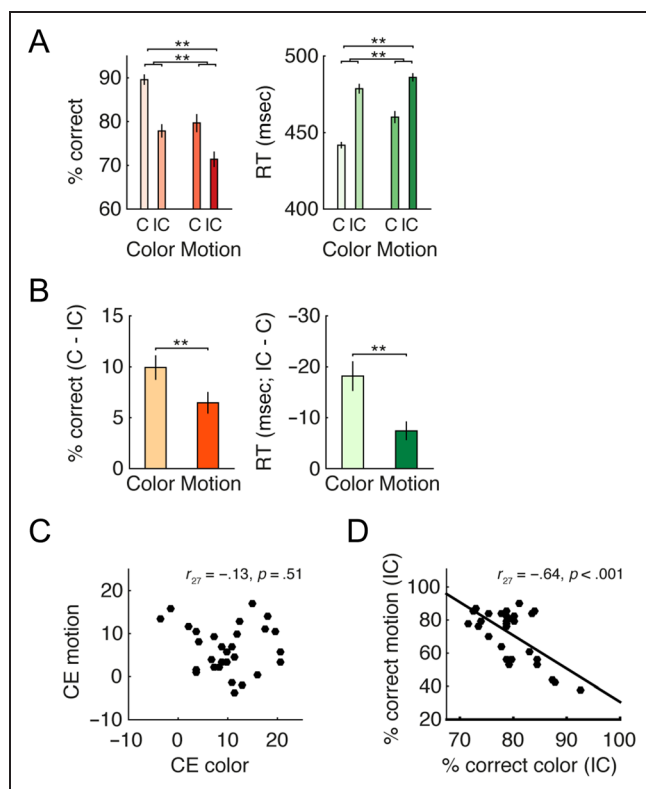 A
**
**
90
80
70
60
% correct
C IC C IC
Color Motion
**
**
500
450
400
RT (msec)
C IC C IC
Color Motion
B
15
10
5
0
% correct (C - IC)
**
Color Motion
−30
−20
−10
0
RT (msec; IC - C)
**
Color Motion
C
r27 = −.13, p = .51
20
10
0
−10
CE motion
−10 0 10 20
CE color
D
r27 = −.64, p < .001
100
80
60
40
20
% correct motion (IC)
70 80 90 100
% correct color (IC)